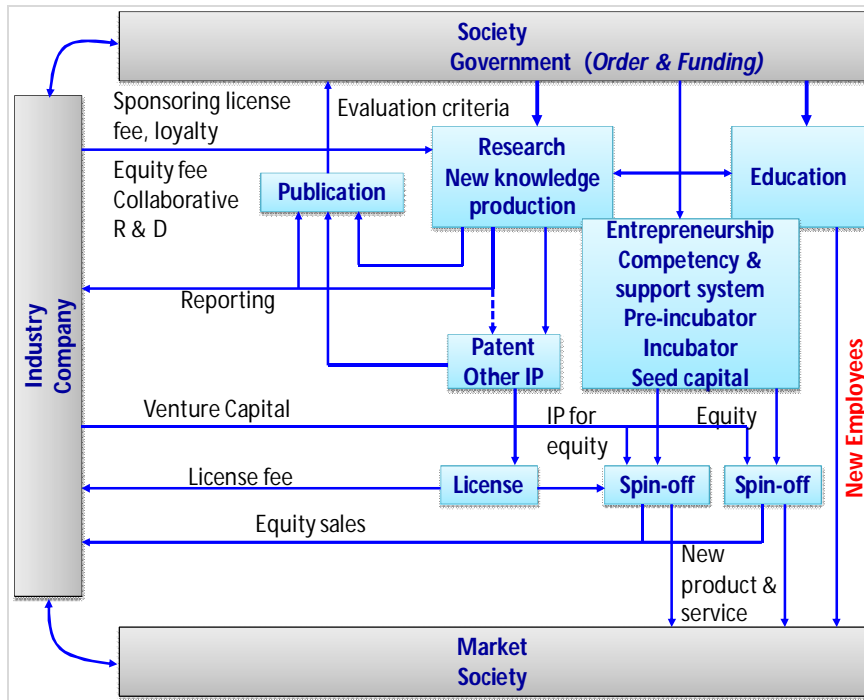 Society
Government (Order & Funding)
Sponsoring license
fee, loyalty
Evaluation criteria
Equity fee
Collaborative
R & D
Publication
Research
New knowledge
production
Education
Entrepreneurship
Competency &
support system
Pre-incubator
Incubator
Seed capital
Reporting
Industry
Company
Patent
Other IP
Venture Capital
IP for
equity
Equity
New Employees
License fee
License
Spin-off
Spin-off
Equity sales
New
product &
service
Market
Society